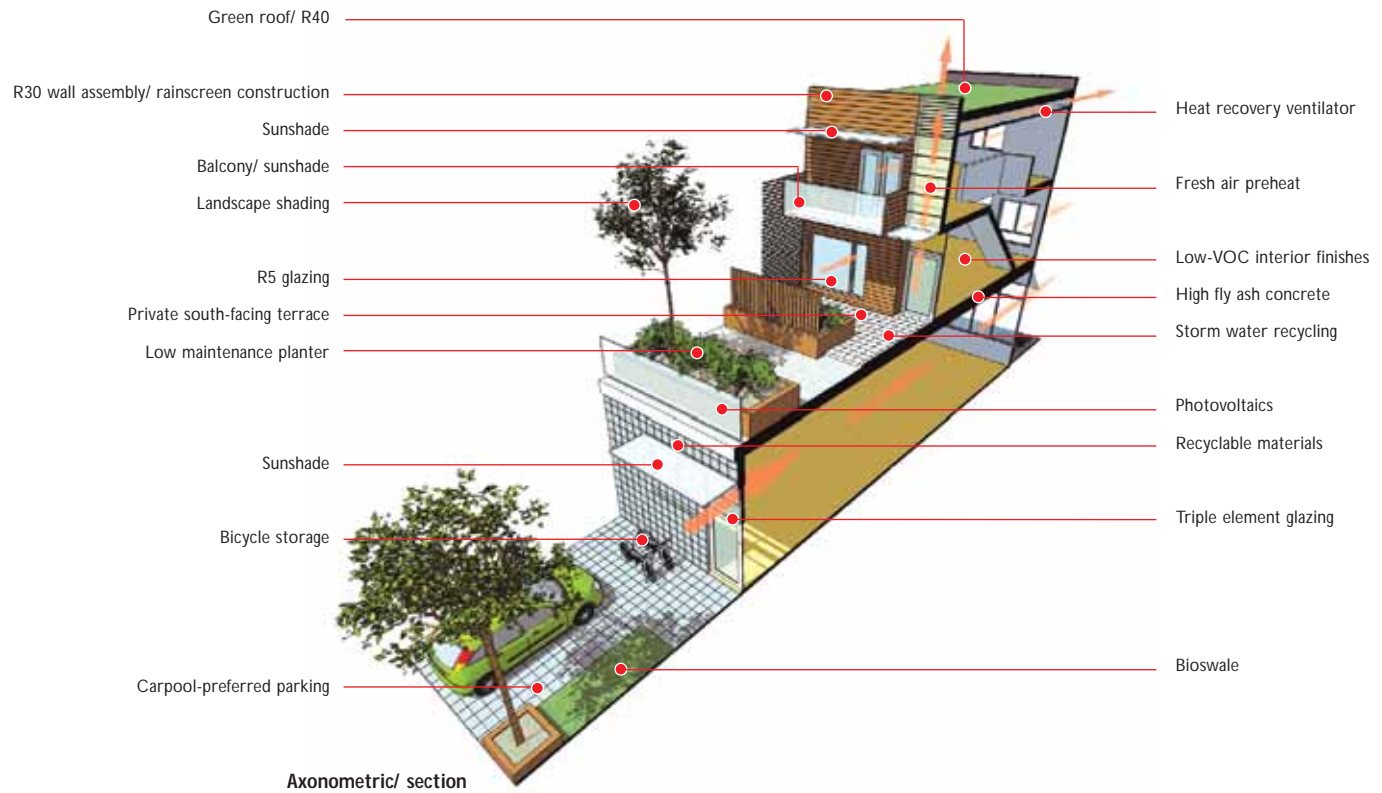 Green roof/ R40
R30 wall assembly/ rainscreen construction
Sunshade
Balcony/ sunshade
Landscape shading
R5 glazing
Private south-facing terrace
Low maintenance planter
Sunshade
Bicycle storage
Carpool-preferred parking
Heat recovery ventilator
Fresh air preheat
Low-VOC interior finishes
High fly ash concrete
Storm water recycling
Photovoltaics
Recyclable materials
Triple element glazing
Bioswale
Axonometric/ section